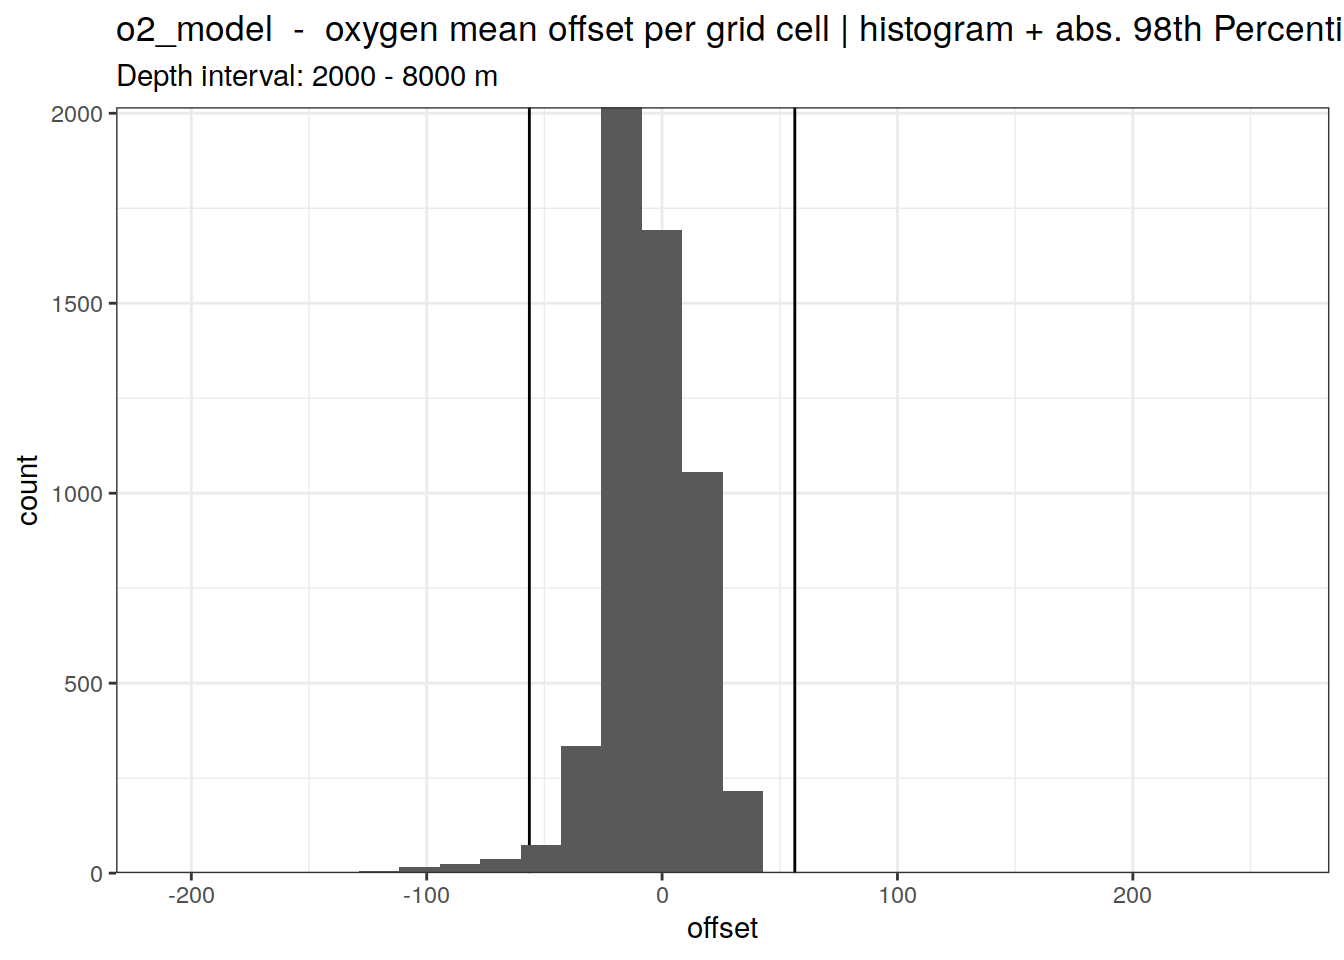 o2_model - oxygen mean offset per grid cell | histogram + abs. 98th Percenti
Depth interval: 2000 - 8000 m
2000
1500
1000
500
0
count
-200 -100 0 100 200
offset